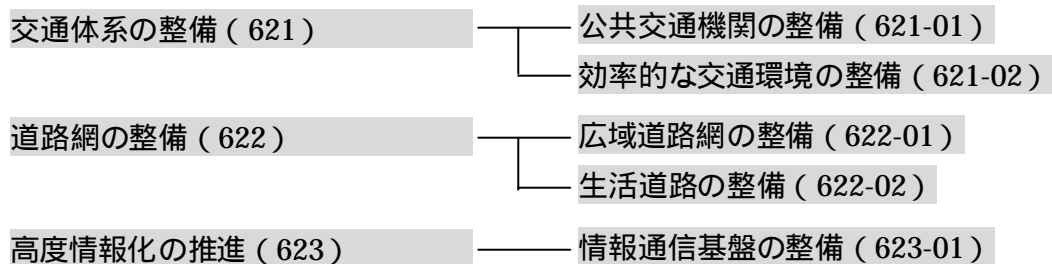 交通体系の整備（621） 公共交通機関の整備（621-01）
効率的な交通環境の整備（621-02）
道路網の整備（622） 広域道路網の整備（622-01）
生活道路の整備（622-02）
高度情報化の推進（623） 情報通信基盤の整備（623-01）